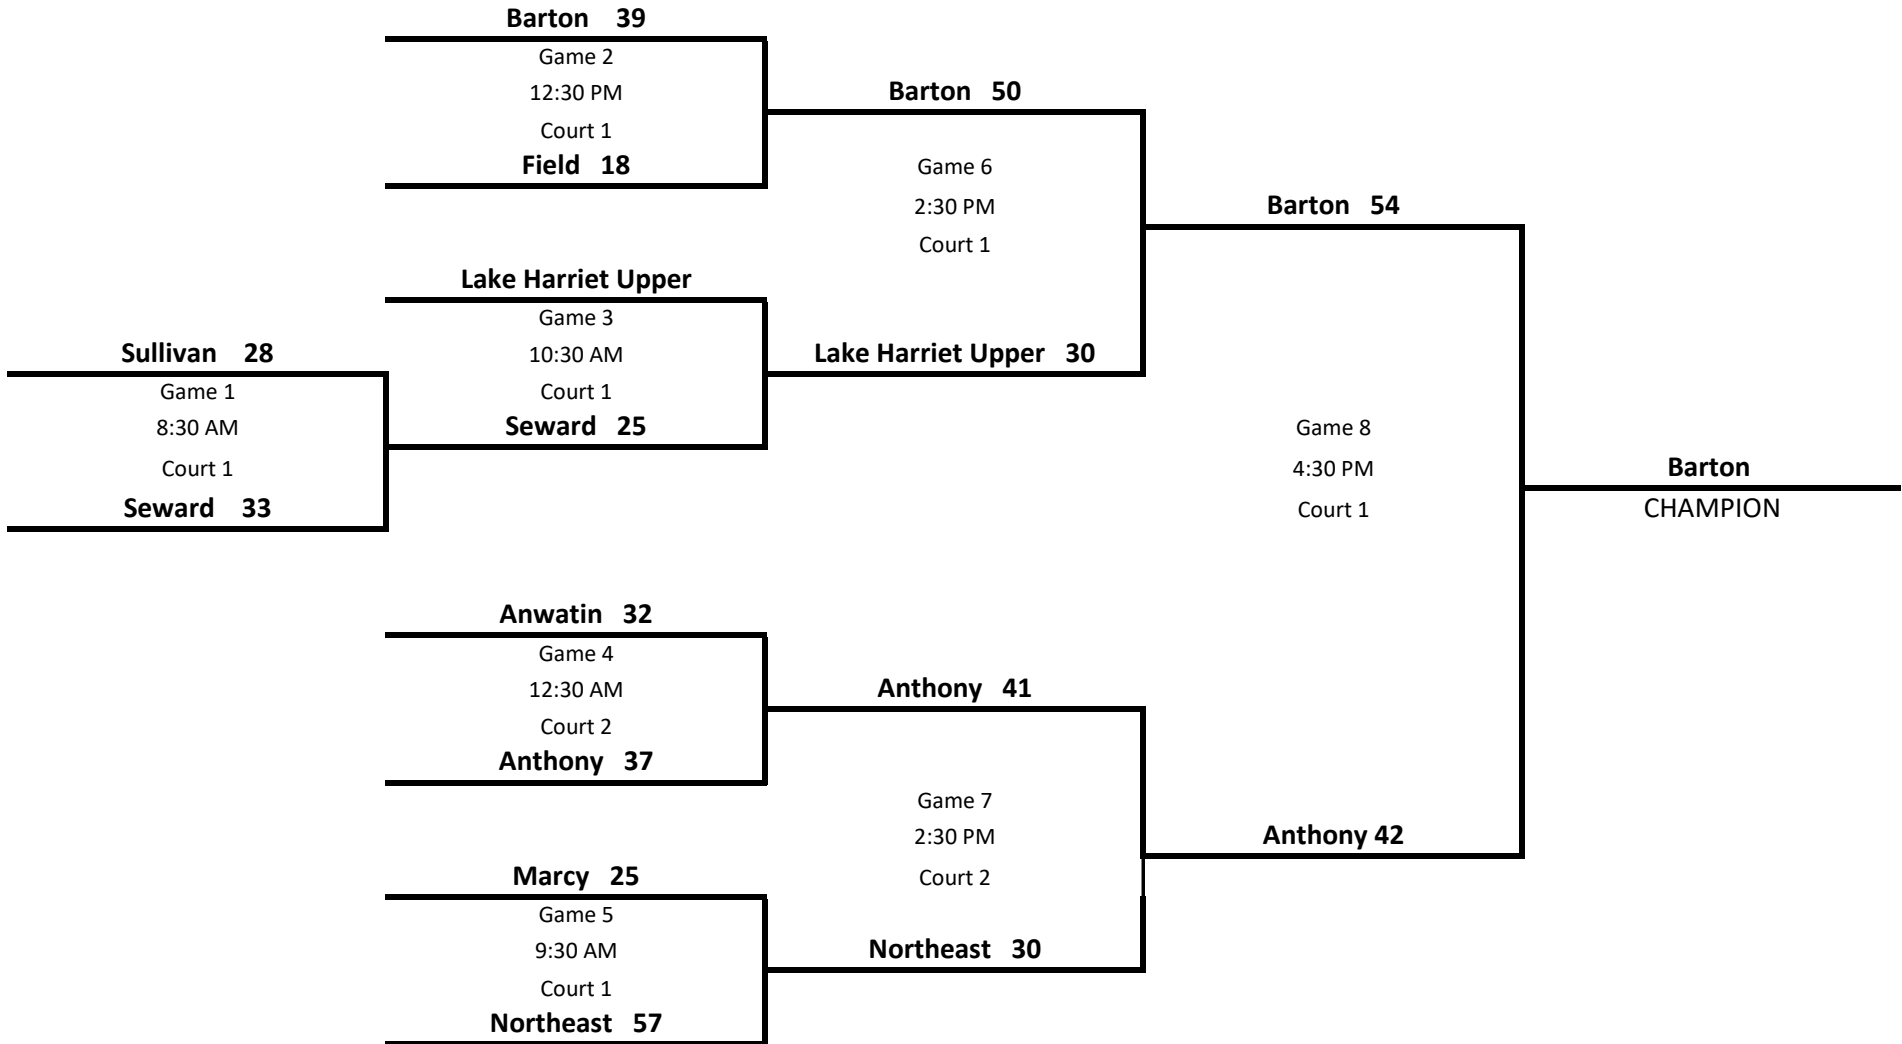 Barton 39
Game 2
12:30 PM
Court 1
Field 18
Barton 50
Game 6
2:30 PM
Court 1
Barton 54
Lake Harriet Upper
Game 3
10:30 AM
Court 1
Seward 25
Lake Harriet Upper 30
Sullivan 28
Game 1
8:30 AM
Court 1
Seward 33
Game 8
4:30 PM
Court 1
Barton
CHAMPION
Anwatin 32
Game 4
12:30 AM
Court 2
Anthony 37
Anthony 41
Game 7
2:30 PM
Court 2
Anthony 42
Marcy 25
Game 5
9:30 AM
Court 1
Northeast 57
Northeast 30